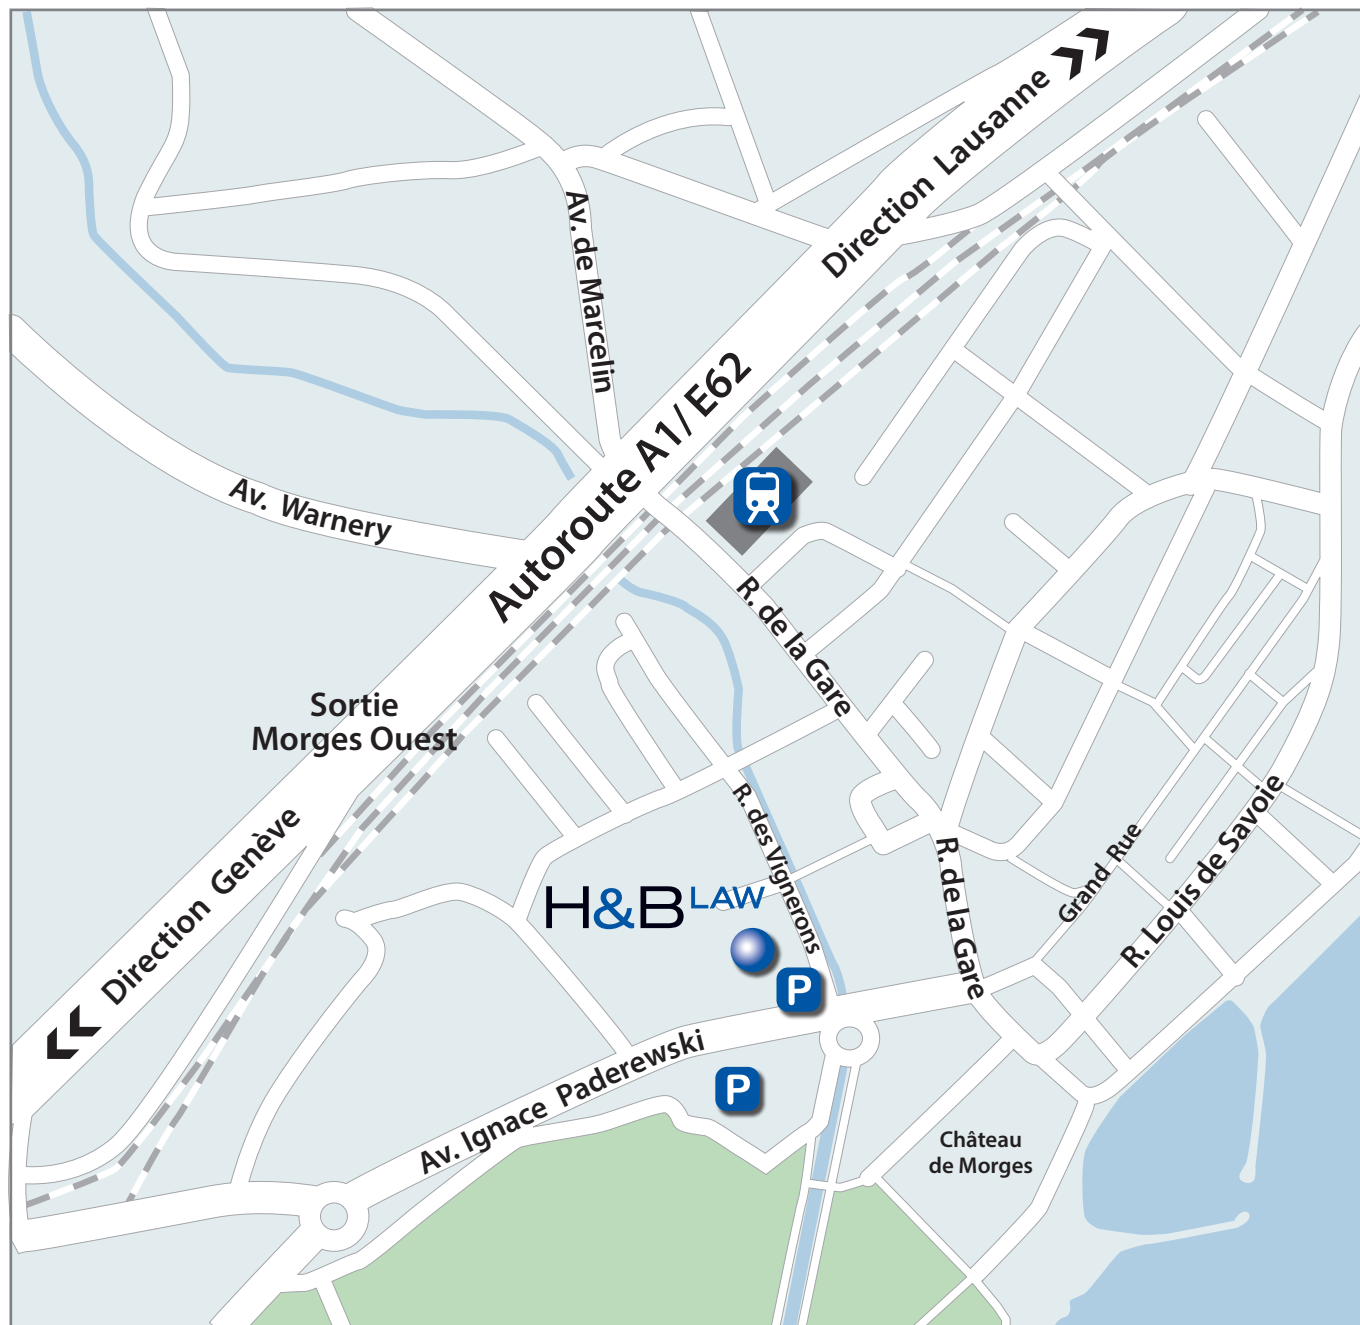 Direction Lausanne
Av. de Marcelin
Autoroute A1/ E62
Av. Warnery
R. de la Gare
Sortie
Morges Ouest
R. des Vignerons
Direction Genève
Grand Rue
R. Louis de Savoie
R. de la Gare
H&B LAW
P
Av. Ignace Paderewski
P
Château
de Morges